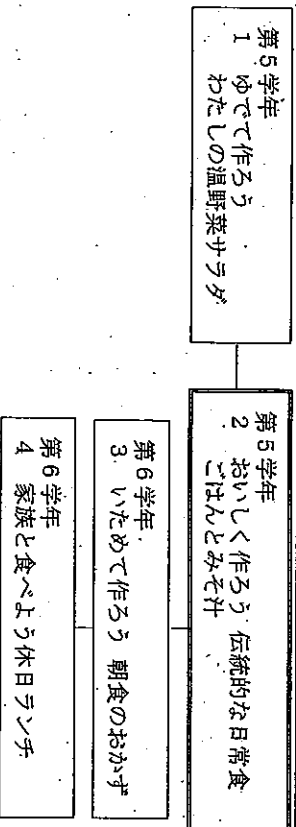 第5学年
1 ゆでて作ろう
わたしの温野菜サラダ
第5学年
2 おいしく作ろう 伝統的な日常食
ごはんとみそ汁
第6学年
3 いためて作ろう 朝食のおかず
第6学年
4 家族と食べよう休日ランチ